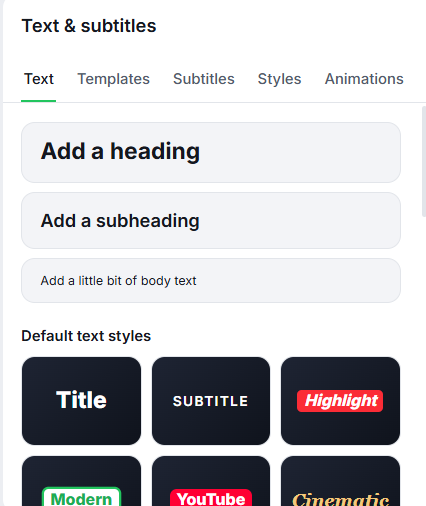 Text & subtitles
Text Templates Subtitles Styles Animations
Add a heading
Add a subheading
Add a little bit of body text
Default text styles
Title SUBTITLE Highlight
Modern YouTube Cinematic